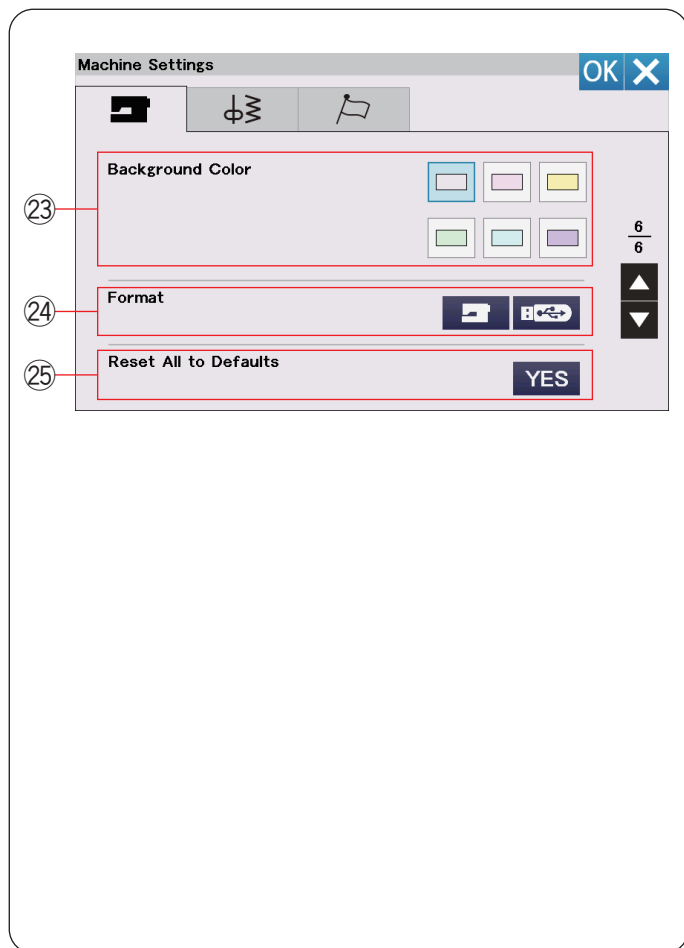 Machine Settings
OK
Background Color
㉓
6
6
Format
㉔
Reset All to Defaults
㉕
YES